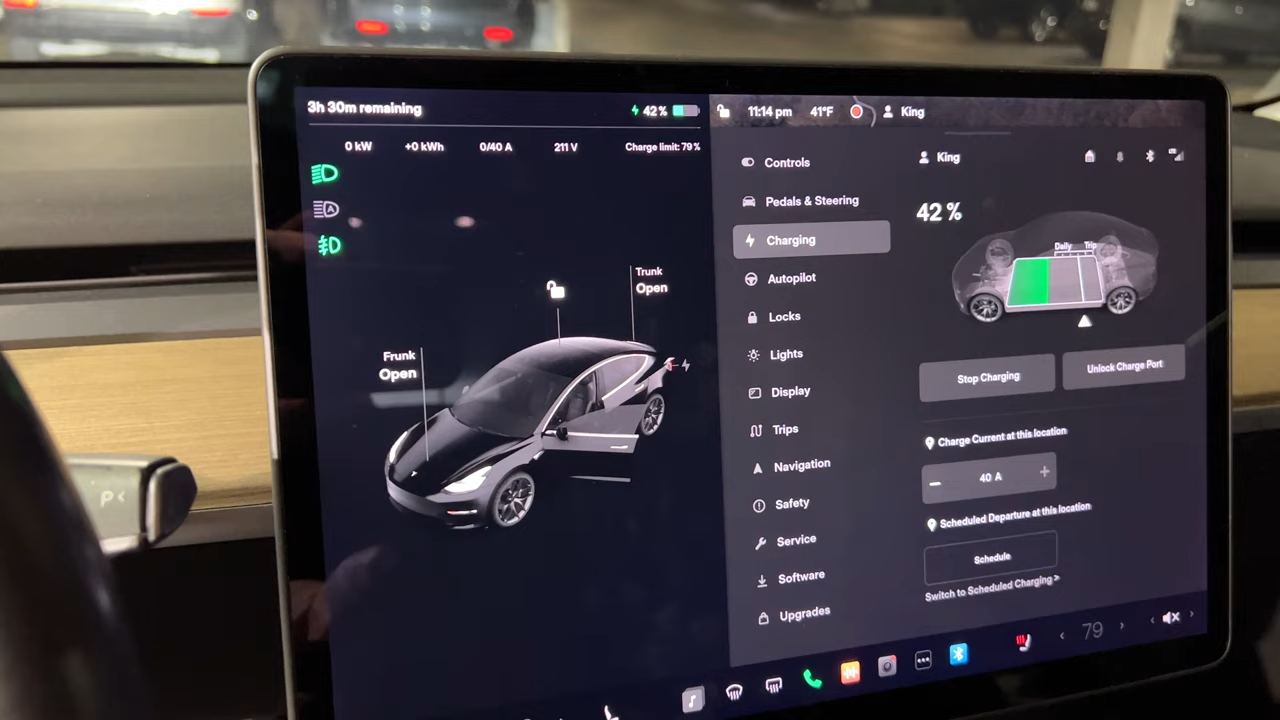 3h 30m remaining
42%
0 kW
+0 kWh
0/40 A
211 V
Charge limit: 79%
A
Trunk
Open
Frunk
Open
11:14 pm
41°F
King
Controls
Pedals & Steering
Charging
Autopilot
Locks
Lights
Display
Trips
Navigation
Safety
Service
Software
Upgrades
King
42 %
Daily
Trip
Stop Charging
Unlock Charge Port
Charge Current at this location
− 40 A +
Scheduled Departure at this location
Schedule
Switch to Scheduled Charging >
‹ 79 ›
P<